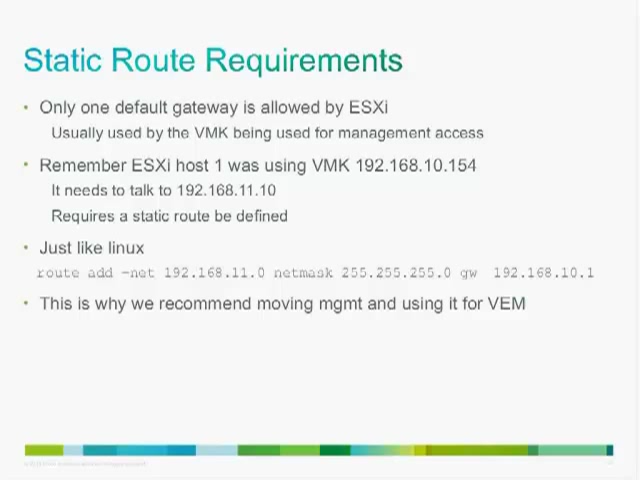 Static Route Requirements
• Only one default gateway is allowed by ESXi
Usually used by the VMK being used for management access
• Remember ESXi host 1 was using VMK 192.168.10.154
It needs to talk to 192.168.11.10
Requires a static route be defined
• Just like linux
route add –net 192.168.11.0 netmask 255.255.255.0 gw 192.168.10.1
• This is why we recommend moving mgmt and using it for VEM